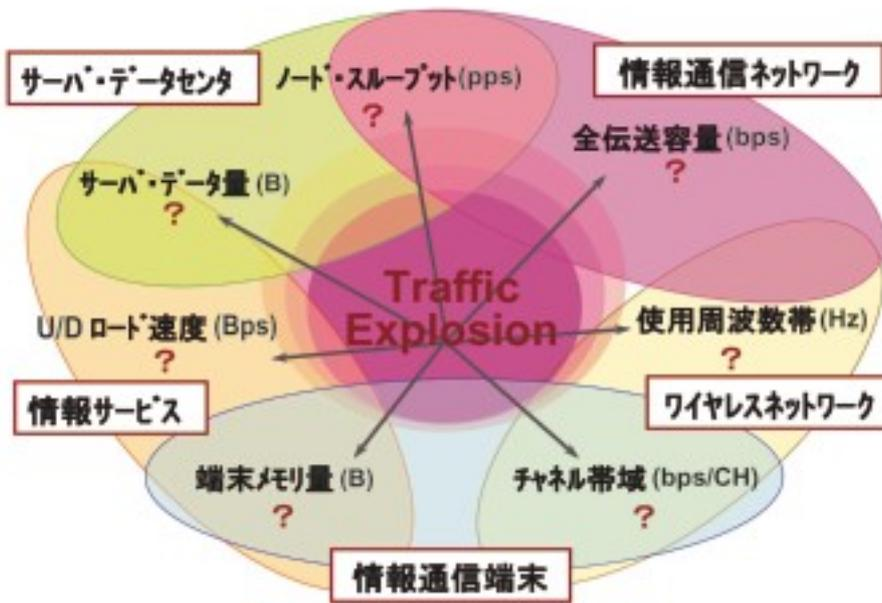 サーバ・データセンタ
ノード・スループット(pps)
?
情報通信ネットワーク
全伝送容量(bps)
?
サーバ・データ量(B)
?
Traffic
Explosion
U/D ロード速度(Bps)
?
使用周波数帯(Hz)
?
情報サービス
ワイヤレスネットワーク
端末メモリ量(B)
?
チャネル帯域(bps/CH)
?
情報通信端末